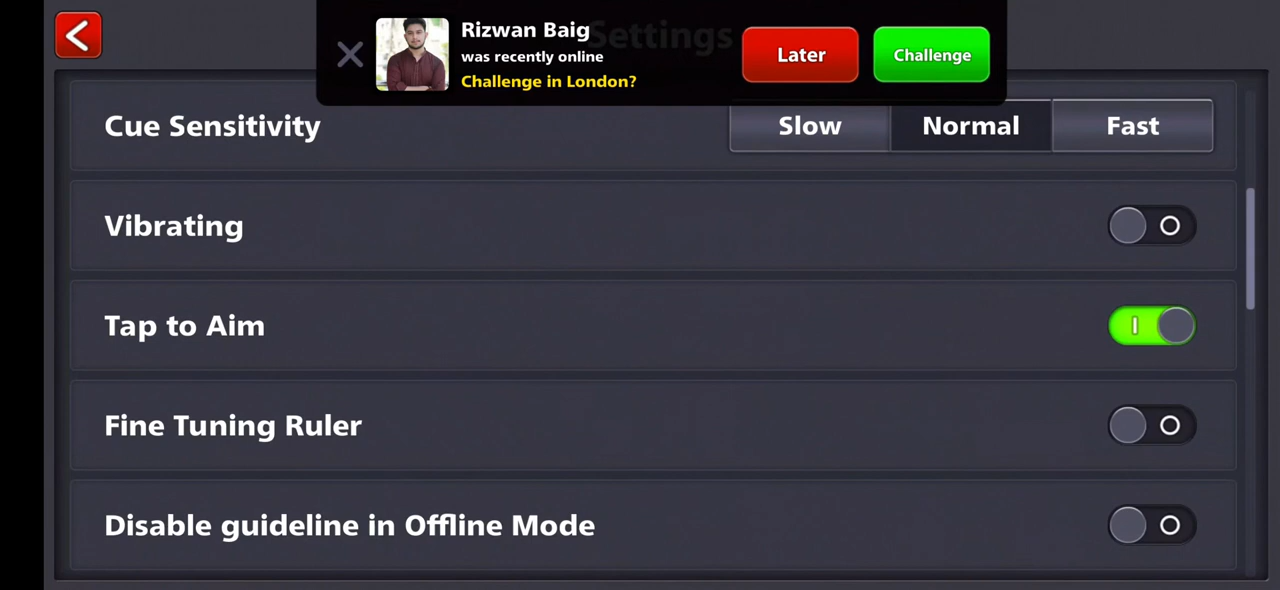 Settings
Rizwan Baig
was recently online
Challenge in London?
Later
Challenge
Cue Sensitivity
Slow
Normal
Fast
Vibrating
Tap to Aim
Fine Tuning Ruler
Disable guideline in Offline Mode